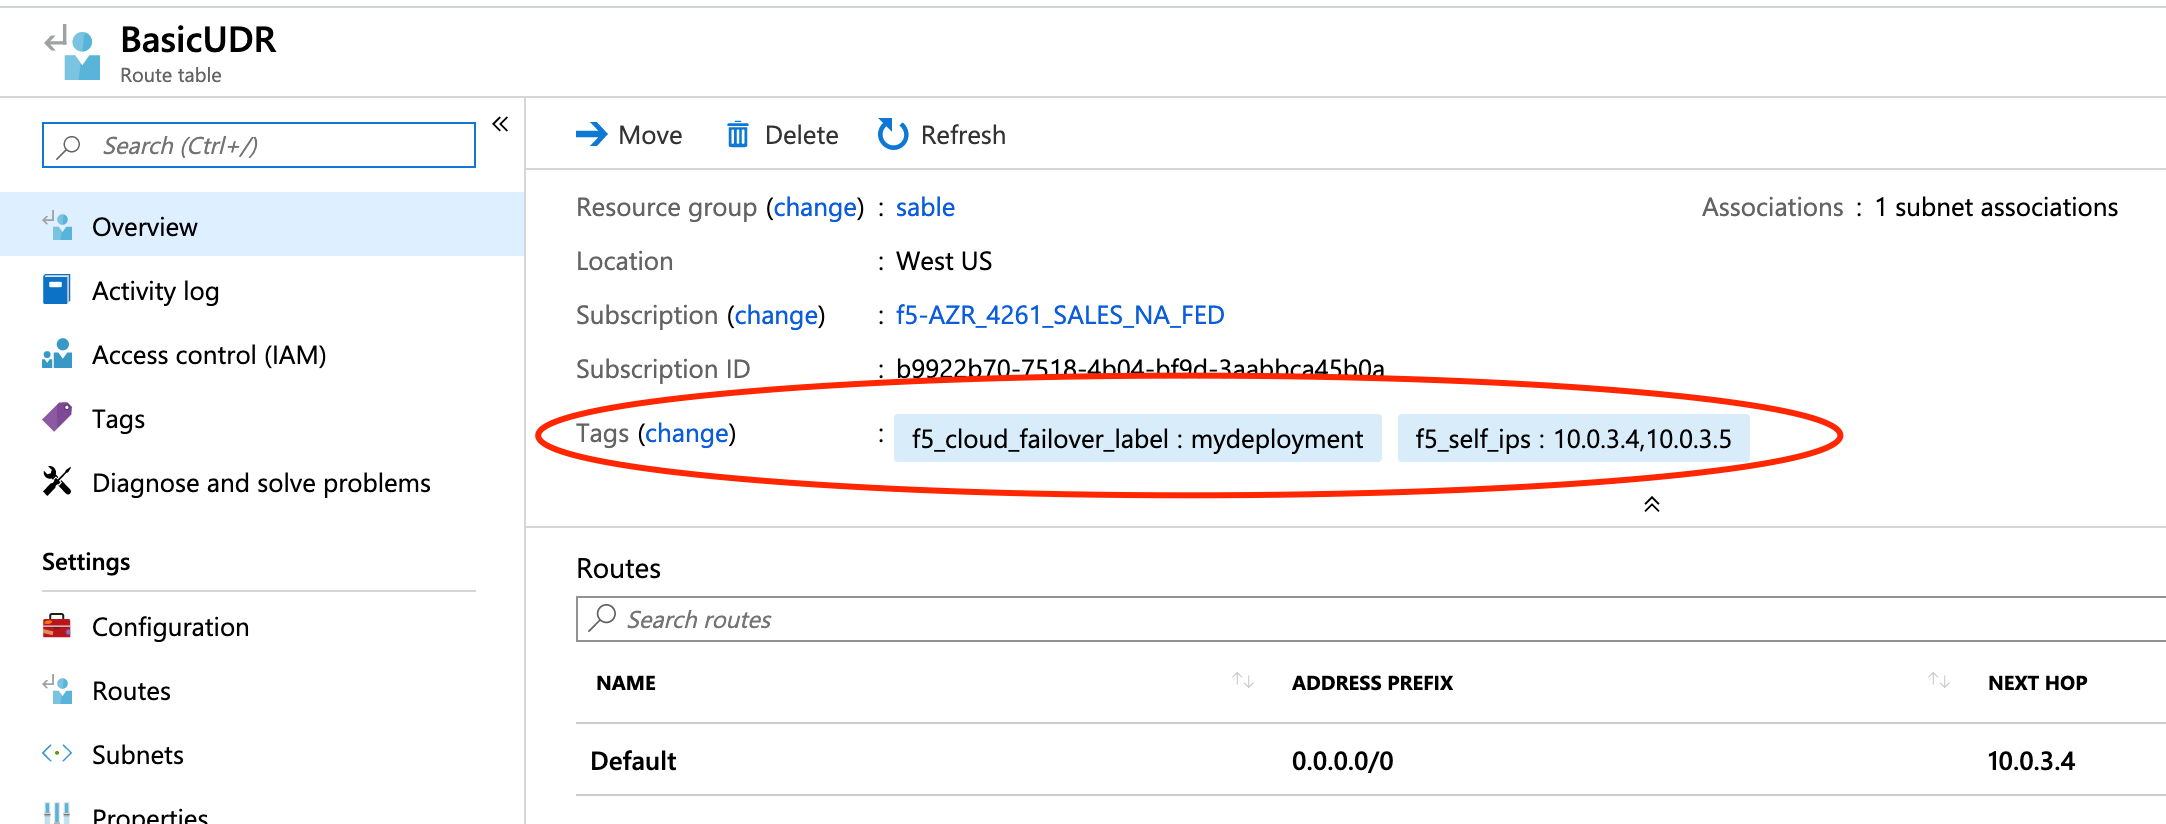 BasicUDR
Route table
Search (Ctrl+/)
«
Overview
Activity log
Access control (IAM)
Tags
Diagnose and solve problems
Settings
Configuration
Routes
Subnets
Properties
Move Delete Refresh
Resource group (change) : sable
Associations : 1 subnet associations
Location : West US
Subscription (change) : f5-AZR_4261_SALES_NA_FED
Subscription ID : b9922b70-7518-4b04-bf9d-3aabbca45b0a
Tags (change) : f5_cloud_failover_label : mydeployment f5_self_ips : 10.0.3.4,10.0.3.5
Routes
Search routes
NAME ADDRESS PREFIX NEXT HOP
Default 0.0.0.0/0 10.0.3.4